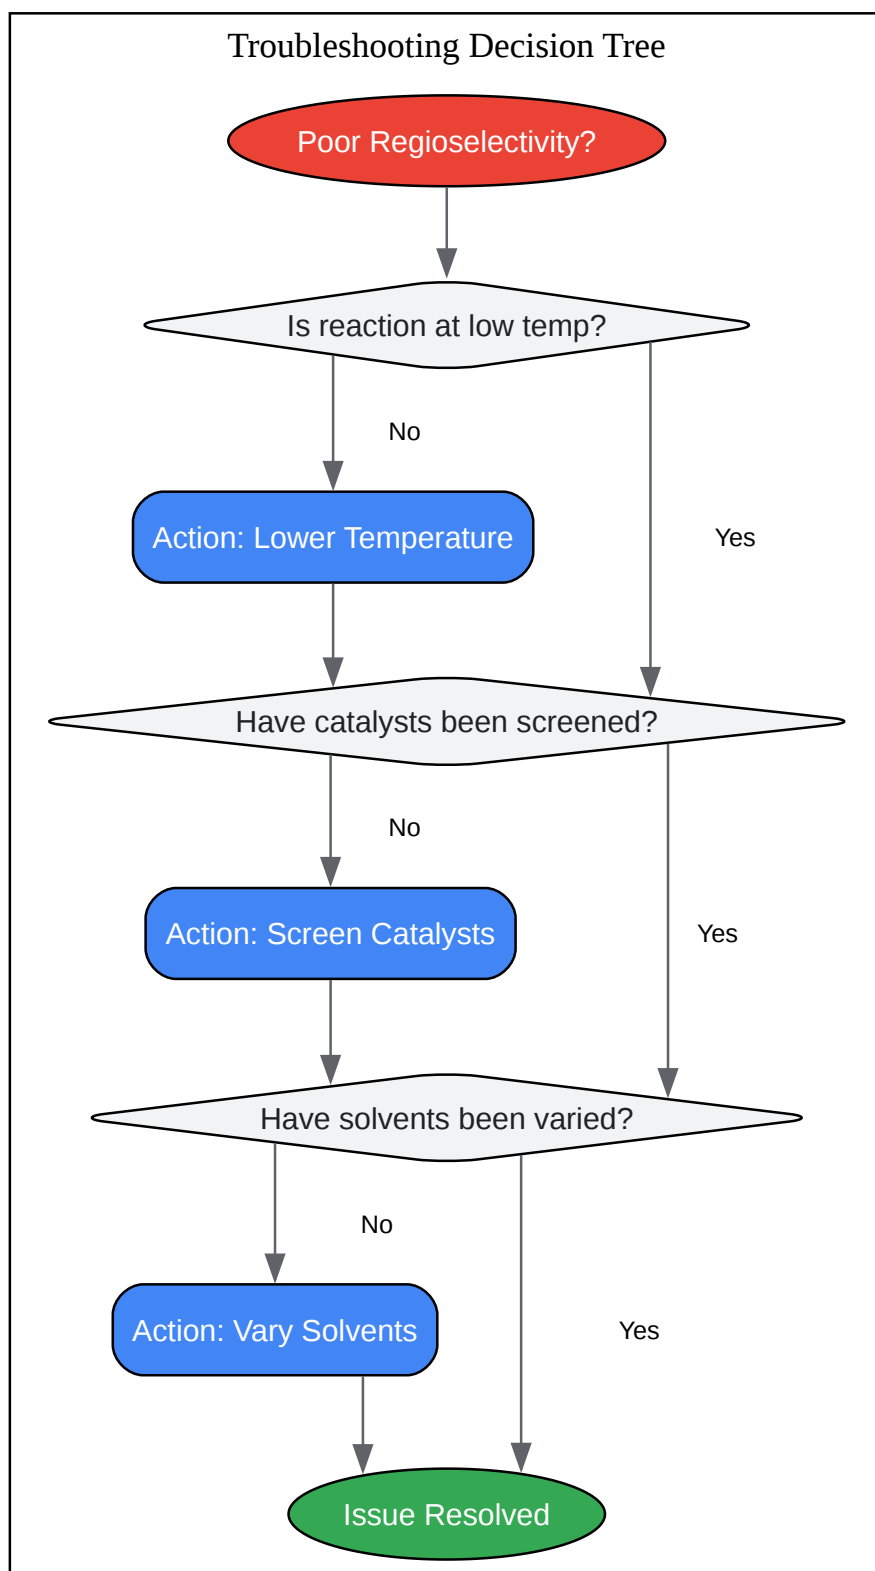 Troubleshooting Decision Tree
Poor Regioselectivity?
Is reaction at low temp?
No
Action: Lower Temperature
Yes
Have catalysts been screened?
No
Action: Screen Catalysts
Yes
Have solvents been varied?
No
Action: Vary Solvents
Yes
Issue Resolved